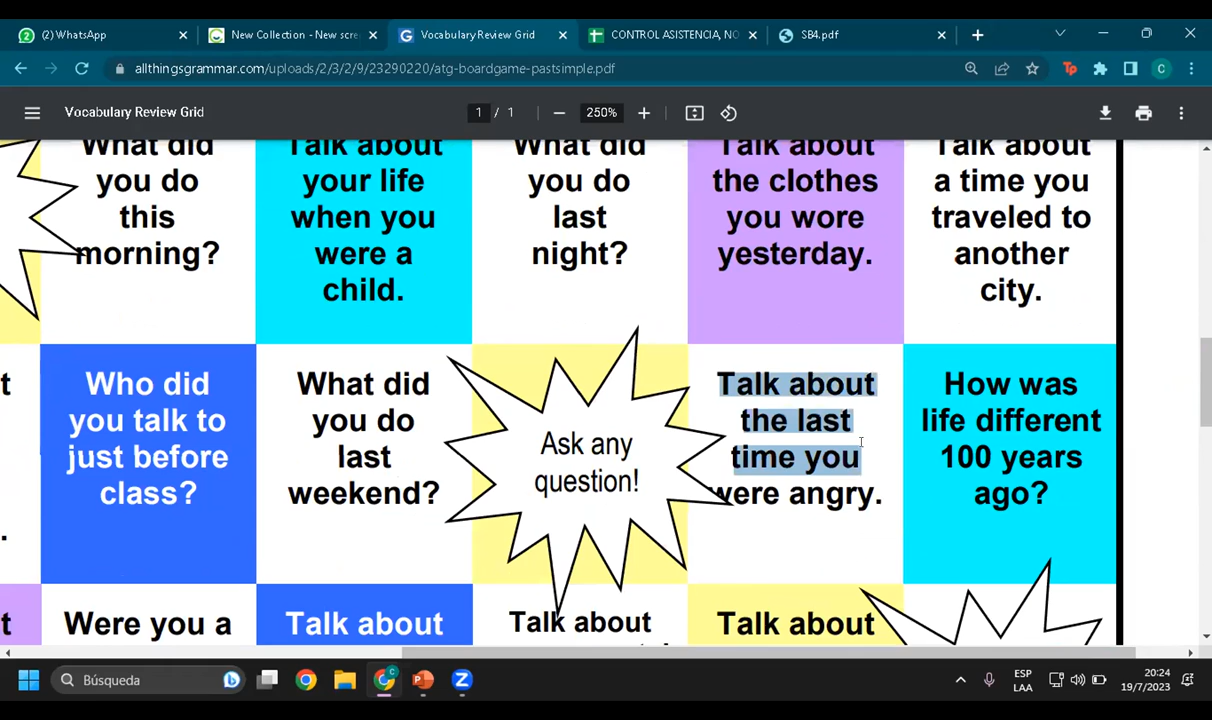 (2) WhatsApp
New Collection - New scre
Vocabulary Review Grid
CONTROL ASISTENCIA, NO
SB4.pdf
allthingsgrammar.com/uploads/2/3/2/9/23290220/atg-boardgame-pastsimple.pdf
Vocabulary Review Grid
1 / 1
250%
What did
you do
this
morning?
Talk about
your life
when you
were a
child.
What did
you do
last
night?
Talk about
the clothes
you wore
yesterday.
Talk about
a time you
traveled to
another
city.
Who did
you talk to
just before
class?
What did
you do
last
weekend?
Ask any
question!
Talk about
the last
time you
were angry.
How was
life different
100 years
ago?
Were you a
Talk about
Talk about
Talk about
Búsqueda
ESP
LAA
20:24
19/7/2023